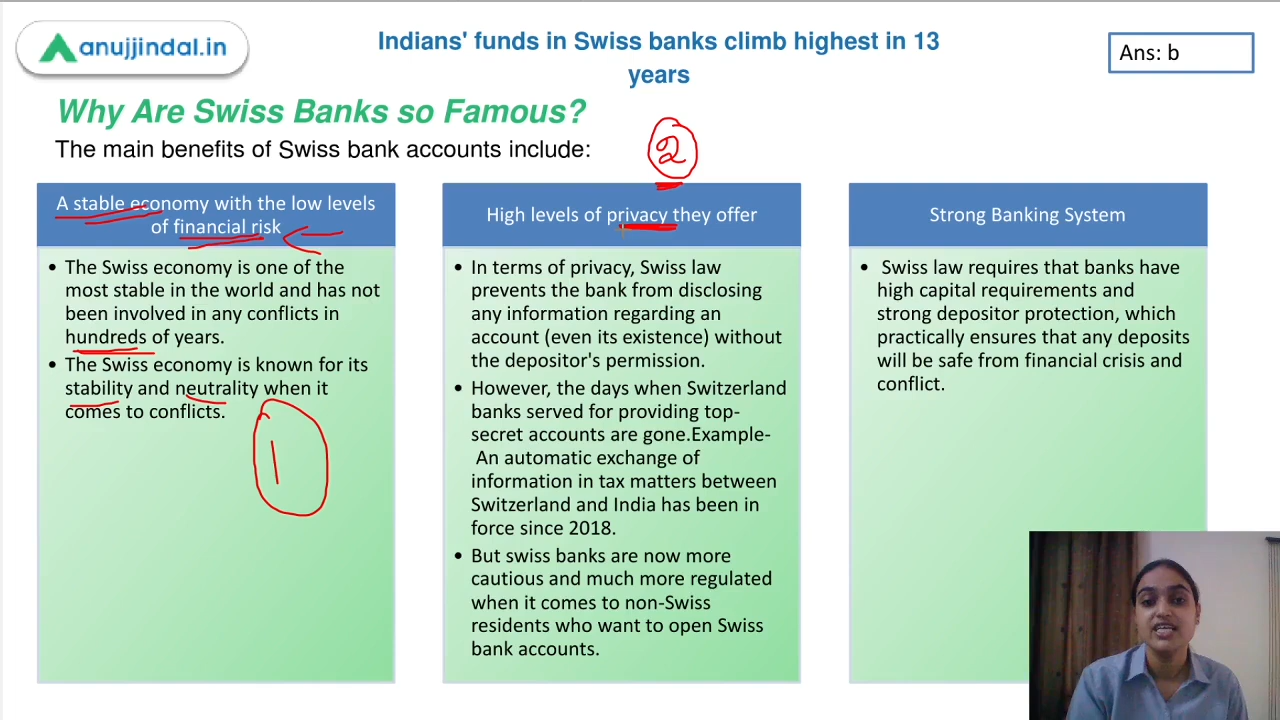 anujjindal.in
Indians' funds in Swiss banks climb highest in 13
years
Ans: b
Why Are Swiss Banks so Famous?
The main benefits of Swiss bank accounts include:
2
A stable economy with the low levels
of financial risk
• The Swiss economy is one of the
most stable in the world and has not
been involved in any conflicts in
hundreds of years.
• The Swiss economy is known for its
stability and neutrality when it
comes to conflicts.
1
High levels of privacy they offer
• In terms of privacy, Swiss law
prevents the bank from disclosing
any information regarding an
account (even its existence) without
the depositor's permission.
• However, the days when Switzerland
banks served for providing top-
secret accounts are gone.Example-
An automatic exchange of
information in tax matters between
Switzerland and India has been in
force since 2018.
• But swiss banks are now more
cautious and much more regulated
when it comes to non-Swiss
residents who want to open Swiss
bank accounts.
Strong Banking System
• Swiss law requires that banks have
high capital requirements and
strong depositor protection, which
practically ensures that any deposits
will be safe from financial crisis and
conflict.